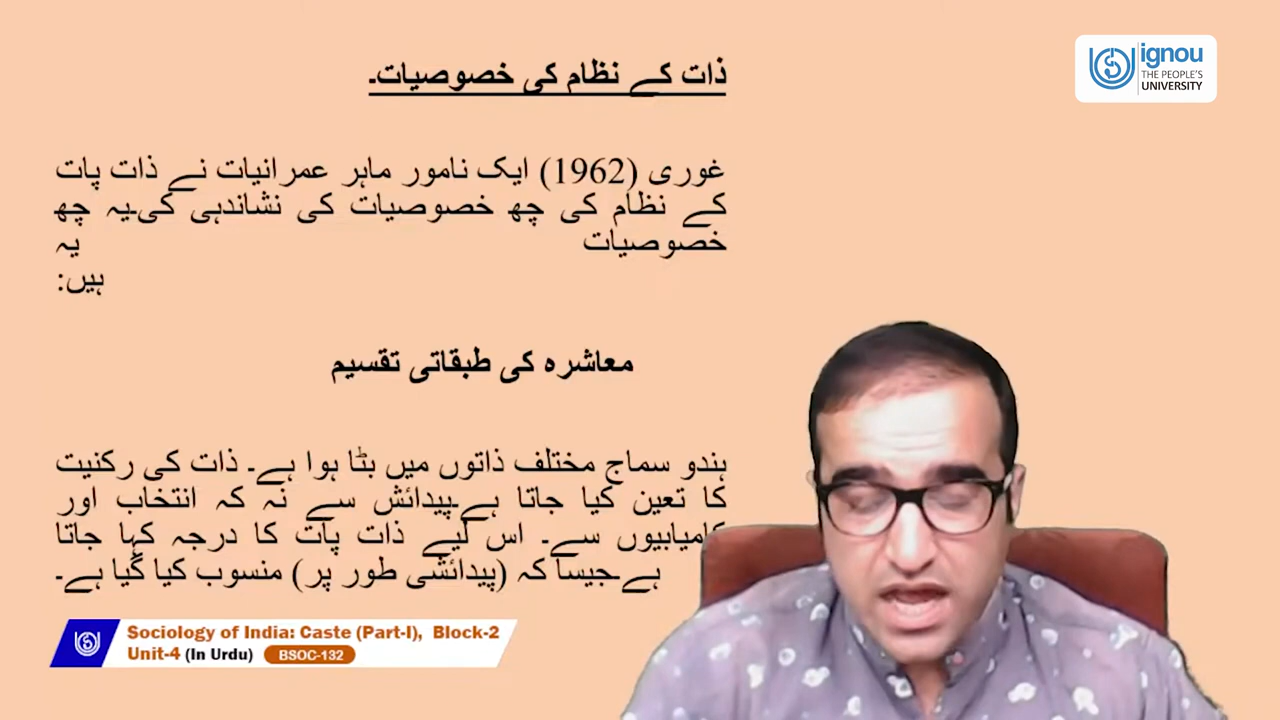 ذات کے نظام کی خصوصیات۔
ignou
THE PEOPLE'S
UNIVERSITY
غوری (1962) ایک نامور ماہر عمرانیات نے ذات پات
کے نظام کی چھ خصوصیات کی نشاندہی کی۔یہ چھ
خصوصیات یہ
ہیں:
معاشرہ کی طبقاتی تقسیم
ہندو سماج مختلف ذاتوں میں بٹا ہوا ہے۔ ذات کی رکنیت
کا تعین کیا جاتا ہے۔پیدائش سے نہ کہ انتخاب اور
کامیابیوں سے۔ اس لیے ذات پات کا درجہ کہا جاتا
ہے۔جیسا کہ (پیدائشی طور پر) منسوب کیا گیا ہے۔
Sociology of India: Caste (Part-I), Block-2
Unit-4 (In Urdu) BSOC-132